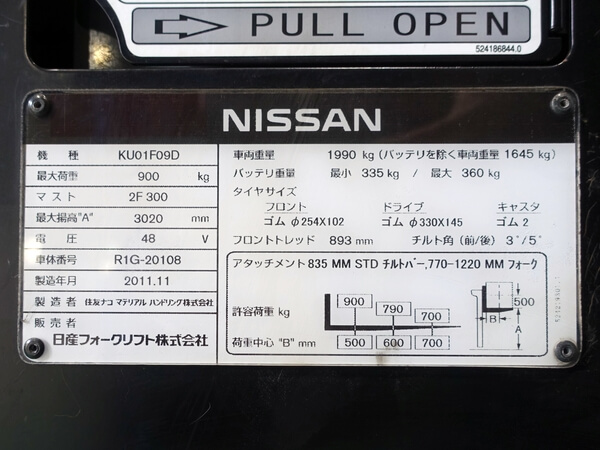 PULL OPEN
524186844.0
NISSAN
機 種 KU01F09D
最大荷重 900 kg
マスト 2F 300
最大揚高"A" 3020 mm
電 圧 48 V
車体番号 R1G-20108
製造年月 2011.11
製造者 住友ナコ マテリアル ハンドリング株式会社
販売者
日産フォークリフト株式会社
車両重量 1990 kg (バッテリを除く車両重量 1645 kg)
バッテリ重量 最小 335 kg / 最大 360 kg
タイヤサイズ
フロント ドライブ キャスタ
ゴム φ254X102 ゴム φ330X145 ゴム 2
フロントトレッド 893 mm チルト角 (前/後) 3°/5°
アタッチメント 835 MM STD チルトバー,770-1220 MM フォーク
許容荷重 kg 900 790 700
荷重中心 "B" mm 500 600 700
500
B
A